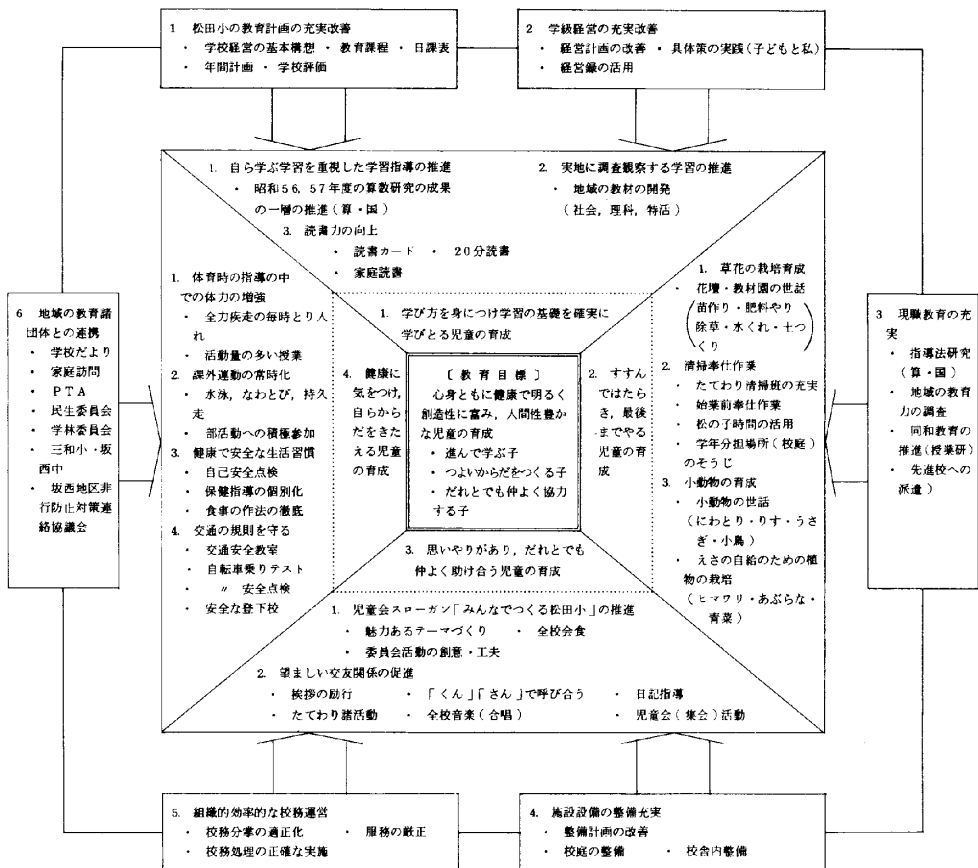 1 松田小の教育計画の充実改善
・ 学校経営の基本構想 ・ 教育課程 ・ 日課表
・ 年間計画 ・ 学校評価
2 学級経営の充実改善
・ 経営計画の改善 ・ 具体策の実践(子どもと私)
・ 経営録の活用
1. 自ら学ぶ学習を重視した学習指導の推進
・ 昭和56, 57年度の算数研究の成果
の一層の推進(算・国)
3. 読書力の向上
・ 読書カード ・ 20分読書
・ 家庭読書
2. 実地に調査観察する学習の推進
・ 地域の教材の開発
(社会, 理科, 特活)
6 地域の教育諸
団体との連携
・ 学校だより
・ 家庭訪問
・ PTA
・ 民生委員会
・ 学林委員会
・ 三和小・坂
西中
・ 坂西地区非
行防止対策連
絡協議会
1. 体育時の指導の中
での体力の増強
・ 全力疾走の毎時とり入
れ
・ 活動量の多い授業
2. 課外運動の常時化
・ 水泳, なわとび, 持久
走
・ 部活動への積極参加
3. 健康で安全な生活習慣
・ 自己安全点検
・ 保健指導の個別化
・ 食事の作法の徹底
4. 交通の規則を守る
・ 交通安全教室
・ 自転車乗りテスト
・ 〃 安全点検
・ 安全な登下校
1. 学び方を身につけ学習の基礎を確実に
学びとる児童の育成
4. 健康に
気をつけ,
自らから
だをきた
える児童
の育成
〔教育目標〕
心身ともに健康で明るく
創造性に富み, 人間性豊か
な児童の育成
・ 進んで学ぶ子
・ つよいからだをつくる子
・ だれとでも仲よく協力
する子
2. すすん
ではたら
き, 最後
までやる
児童の育
成
3. 思いやりがあり, だれとでも
仲よく助け合う児童の育成
1. 草花の栽培育成
・ 花壇・教材園の世話
(苗作り・肥料やり
除草・水くれ・土つ
くり)
2. 清掃奉仕作業
・ たてわり清掃班の充実
・ 始業前奉仕作業
・ 松の子時間の活用
・ 学年分担場所(校庭)
のそうじ
3. 小動物の育成
・ 小動物の世話
(にわとり・りす・うさ
ぎ・小鳥)
・ えさの自給のための植
物の栽培
(ヒマワリ・あぶらな・
青菜)
3 現職教育の充
実
・ 指導法研究
(算・国)
・ 地域の教育
力の調査
・ 同和教育の
推進(授業研)
・ 先進校への
派遣)
1. 児童会スローガン「みんなでつくる松田小」の推進
・ 魅力あるテーマづくり ・ 全校会食
・ 委員会活動の創意・工夫
2. 望ましい交友関係の促進
・ 挨拶の励行 ・ 「くん」「さん」で呼び合う ・ 日記指導
・ たてわり諸活動 ・ 全校音楽(合唱) ・ 児童会(集会)活動
5. 組織的効率的な校務運営
・ 校務分掌の適正化 ・ 服務の厳正
・ 校務処理の正確な実施
4. 施設設備の整備充実
・ 整備計画の改善
・ 校庭の整備 ・ 校舎内整備